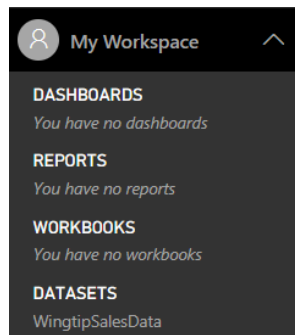 My Workspace
DASHBOARDS
You have no dashboards
REPORTS
You have no reports
WORKBOOKS
You have no workbooks
DATASETS
WingtipSalesData